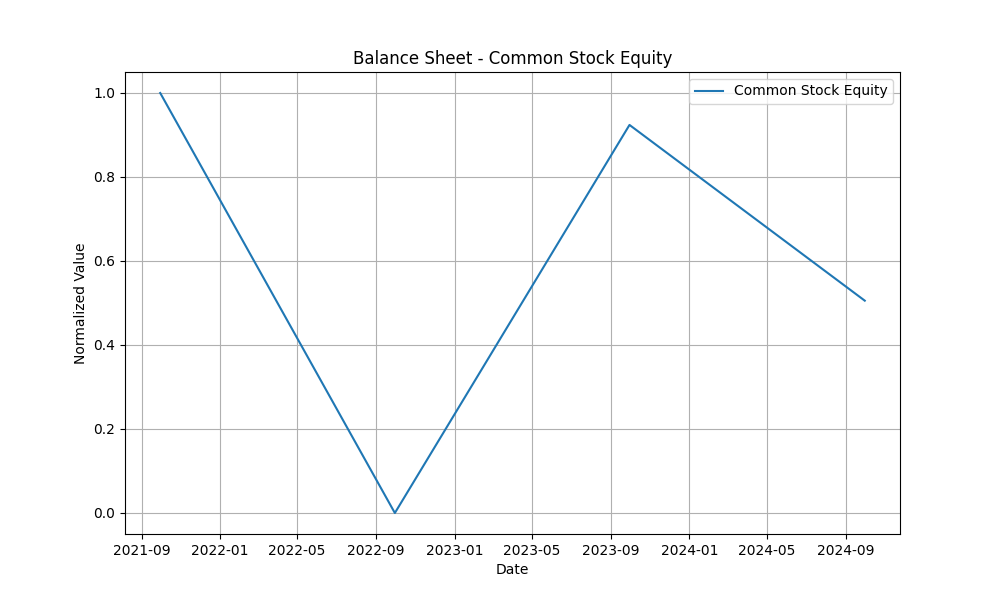 Balance Sheet - Common Stock Equity
Common Stock Equity
Normalized Value
1.0
0.8
0.6
0.4
0.2
0.0
2021-09 2022-01 2022-05 2022-09 2023-01 2023-05 2023-09 2024-01 2024-05 2024-09
Date